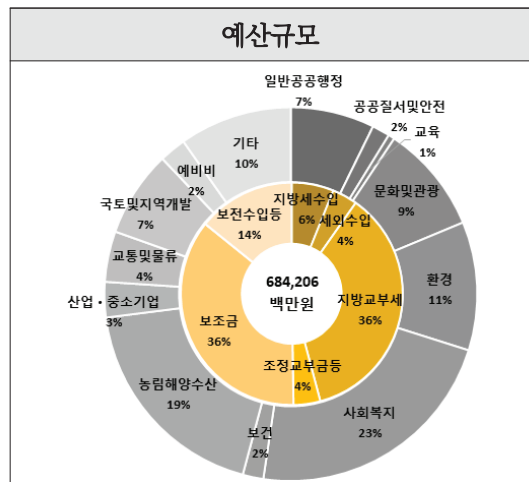 예산규모
일반공공행정
7%
공공질서및안전
2%
교육
1%
문화및관광
9%
환경
11%
사회복지
23%
보건
2%
농림해양수산
19%
산업・중소기업
3%
교통및물류
4%
국토및지역개발
7%
예비비
2%
기타
10%
지방세수입
6%
세외수입
4%
지방교부세
36%
조정교부금등
4%
보조금
36%
보전수입등
14%
684,206
백만원